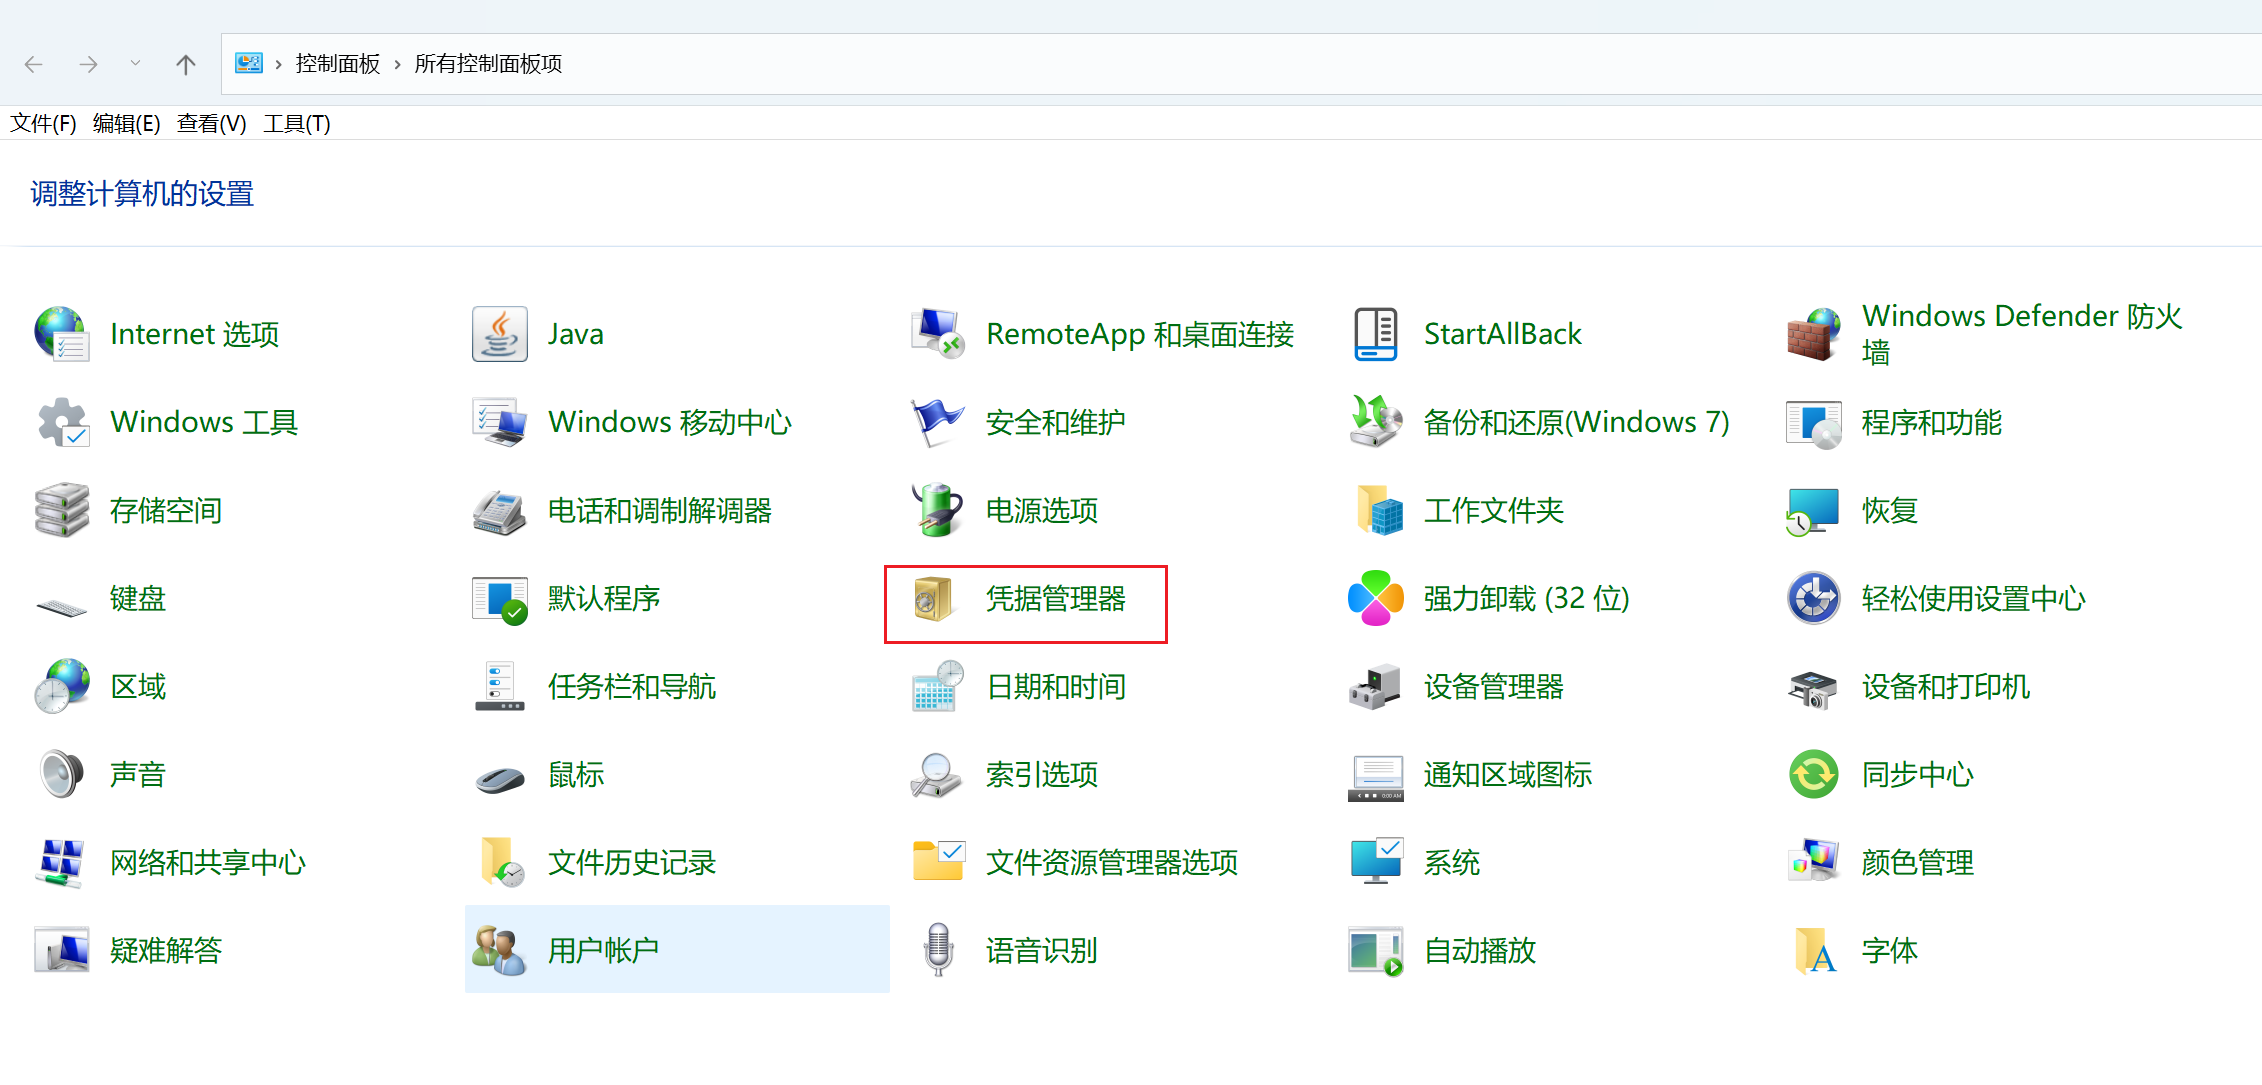 控制面板 › 所有控制面板项
文件(F) 编辑(E) 查看(V) 工具(T)
调整计算机的设置
Internet 选项
Java
RemoteApp 和桌面连接
StartAllBack
Windows Defender 防火
墙
Windows 工具
Windows 移动中心
安全和维护
备份和还原(Windows 7)
程序和功能
存储空间
电话和调制解调器
电源选项
工作文件夹
恢复
键盘
默认程序
凭据管理器
强力卸载 (32 位)
轻松使用设置中心
区域
任务栏和导航
日期和时间
设备管理器
设备和打印机
声音
鼠标
索引选项
通知区域图标
同步中心
网络和共享中心
文件历史记录
文件资源管理器选项
系统
颜色管理
疑难解答
用户帐户
语音识别
自动播放
字体